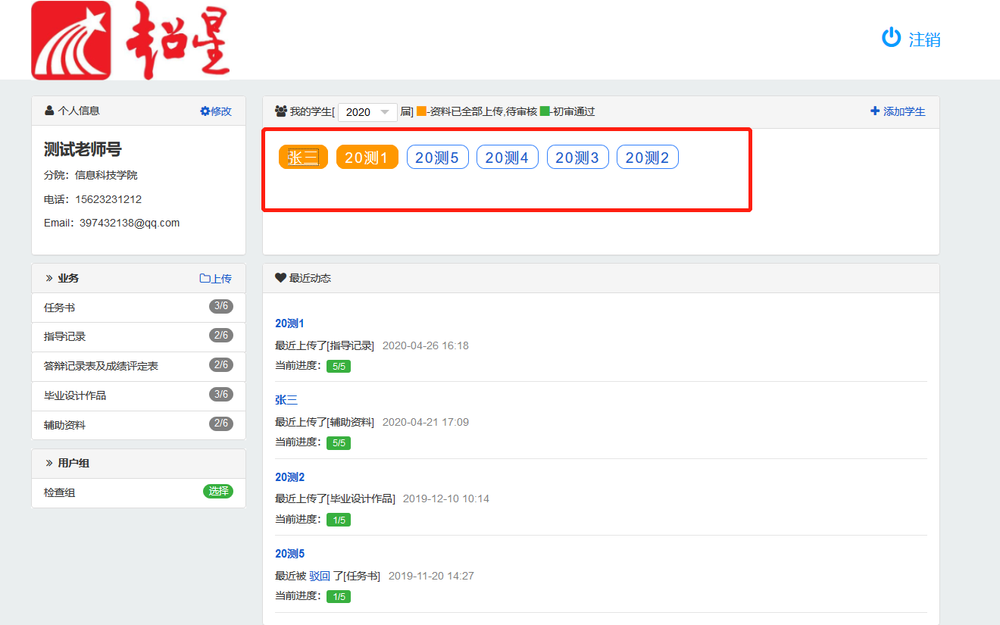 超星
注销
个人信息 修改
测试老师号
分院：信息科技学院
电话：15623231212
Email：397432138@qq.com
我的学生[ 2020 届] -资料已全部上传,待审核 -初审通过 添加学生
张三 20测1 20测5 20测4 20测3 20测2
» 业务 上传
任务书 3/6
指导记录 2/6
答辩记录表及成绩评定表 2/6
毕业设计作品 3/6
辅助资料 2/6
» 用户组
检查组 选择
最近动态
20测1
最近上传了[指导记录] 2020-04-26 16:18
当前进度： 5/5
张三
最近上传了[辅助资料] 2020-04-21 17:09
当前进度： 5/5
20测2
最近上传了[毕业设计作品] 2019-12-10 10:14
当前进度： 1/5
20测5
最近被 驳回 了[任务书] 2019-11-20 14:27
当前进度： 1/5